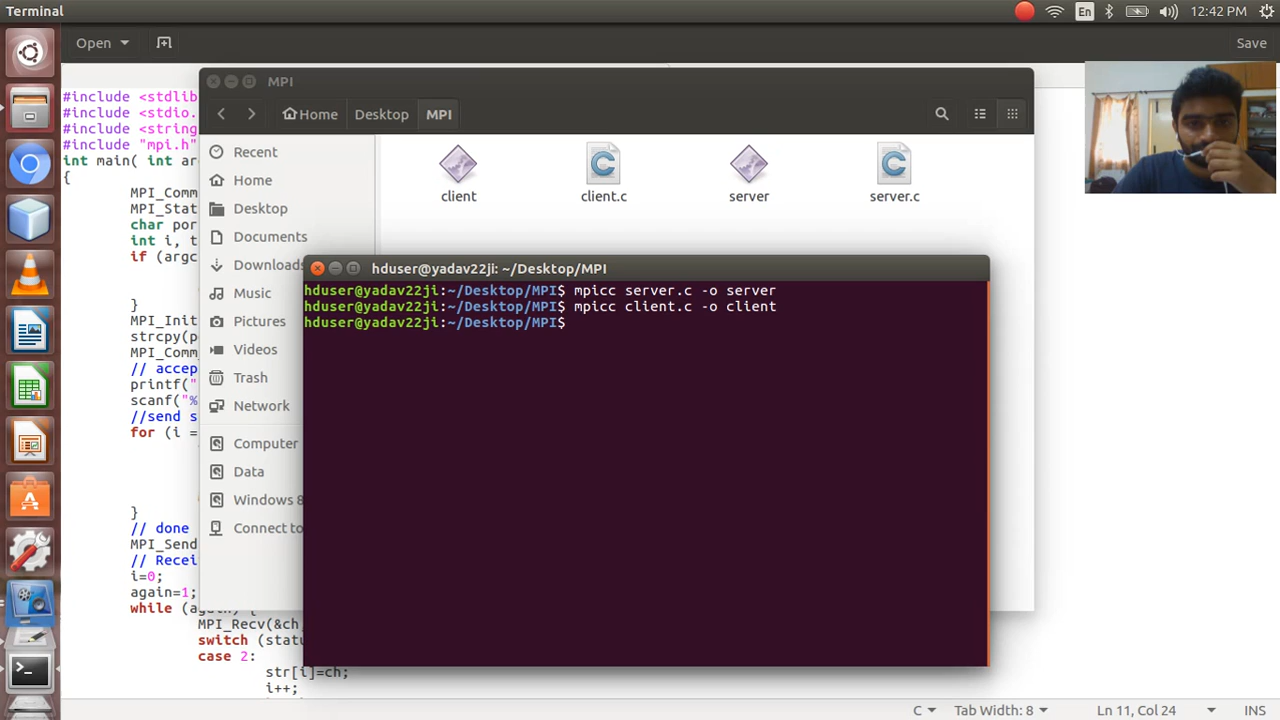 Terminal
En
12:42 PM
Open
Save
MPI
Home
Desktop
MPI
Recent
Home
Desktop
Documents
Downloads
Music
Pictures
Videos
Trash
Network
Computer
Data
Windows 8
Connect to
client
client.c
server
server.c
#include <stdlib
#include <stdio.
#include <string
#include "mpi.h"
int main( int ar
{
MPI_Comm
MPI_Stat
char por
int i, t
if (argc
}
MPI_Init
strcpy(p
MPI_Comm
// accep
printf("
scanf("%
//send s
for (i =
}
// done
MPI_Send
// Recei
i=0;
again=1;
while (again) {
MPI_Recv(&ch
switch (statu
case 2:
str[i]=ch;
i++;
hduser@yadav22ji: ~/Desktop/MPI
hduser@yadav22ji:~/Desktop/MPI$ mpicc server.c -o server
hduser@yadav22ji:~/Desktop/MPI$ mpicc client.c -o client
hduser@yadav22ji:~/Desktop/MPI$
C
Tab Width: 8
Ln 11, Col 24
INS